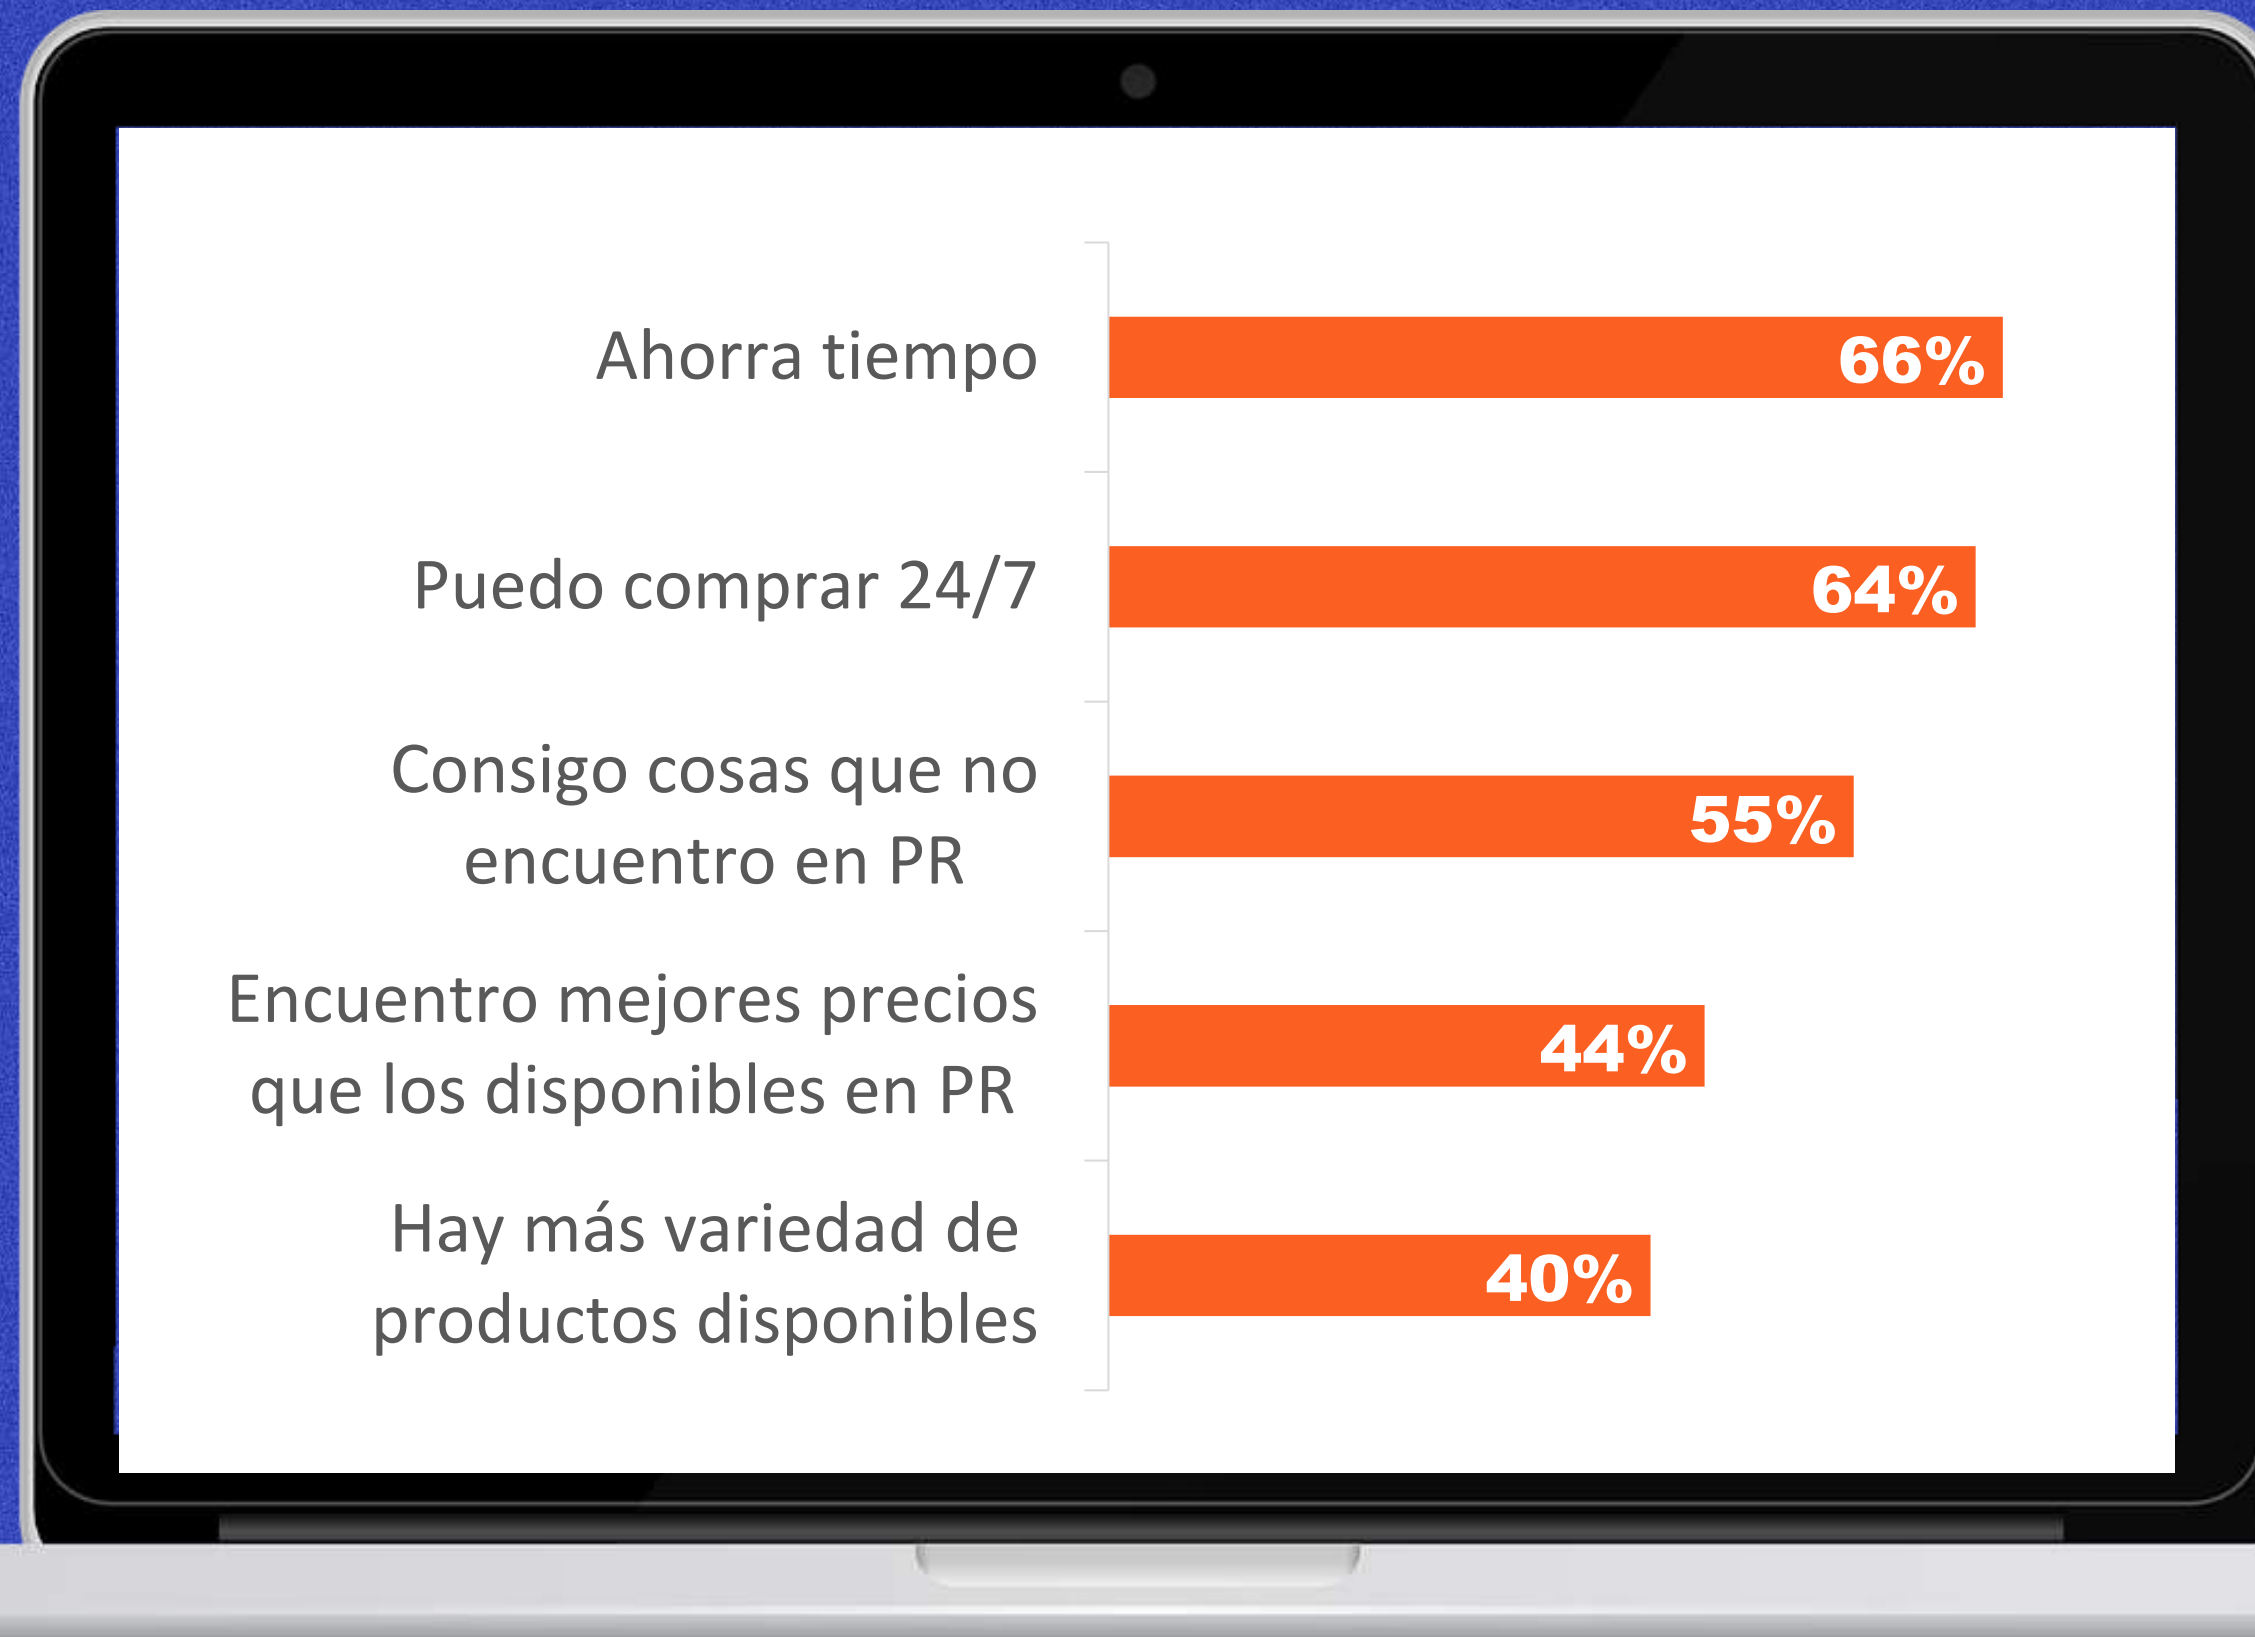 Ahorra tiempo
66%
Puedo comprar 24/7
64%
Consigo cosas que no
encuentro en PR
55%
Encuentro mejores precios
que los disponibles en PR
44%
Hay más variedad de
productos disponibles
40%